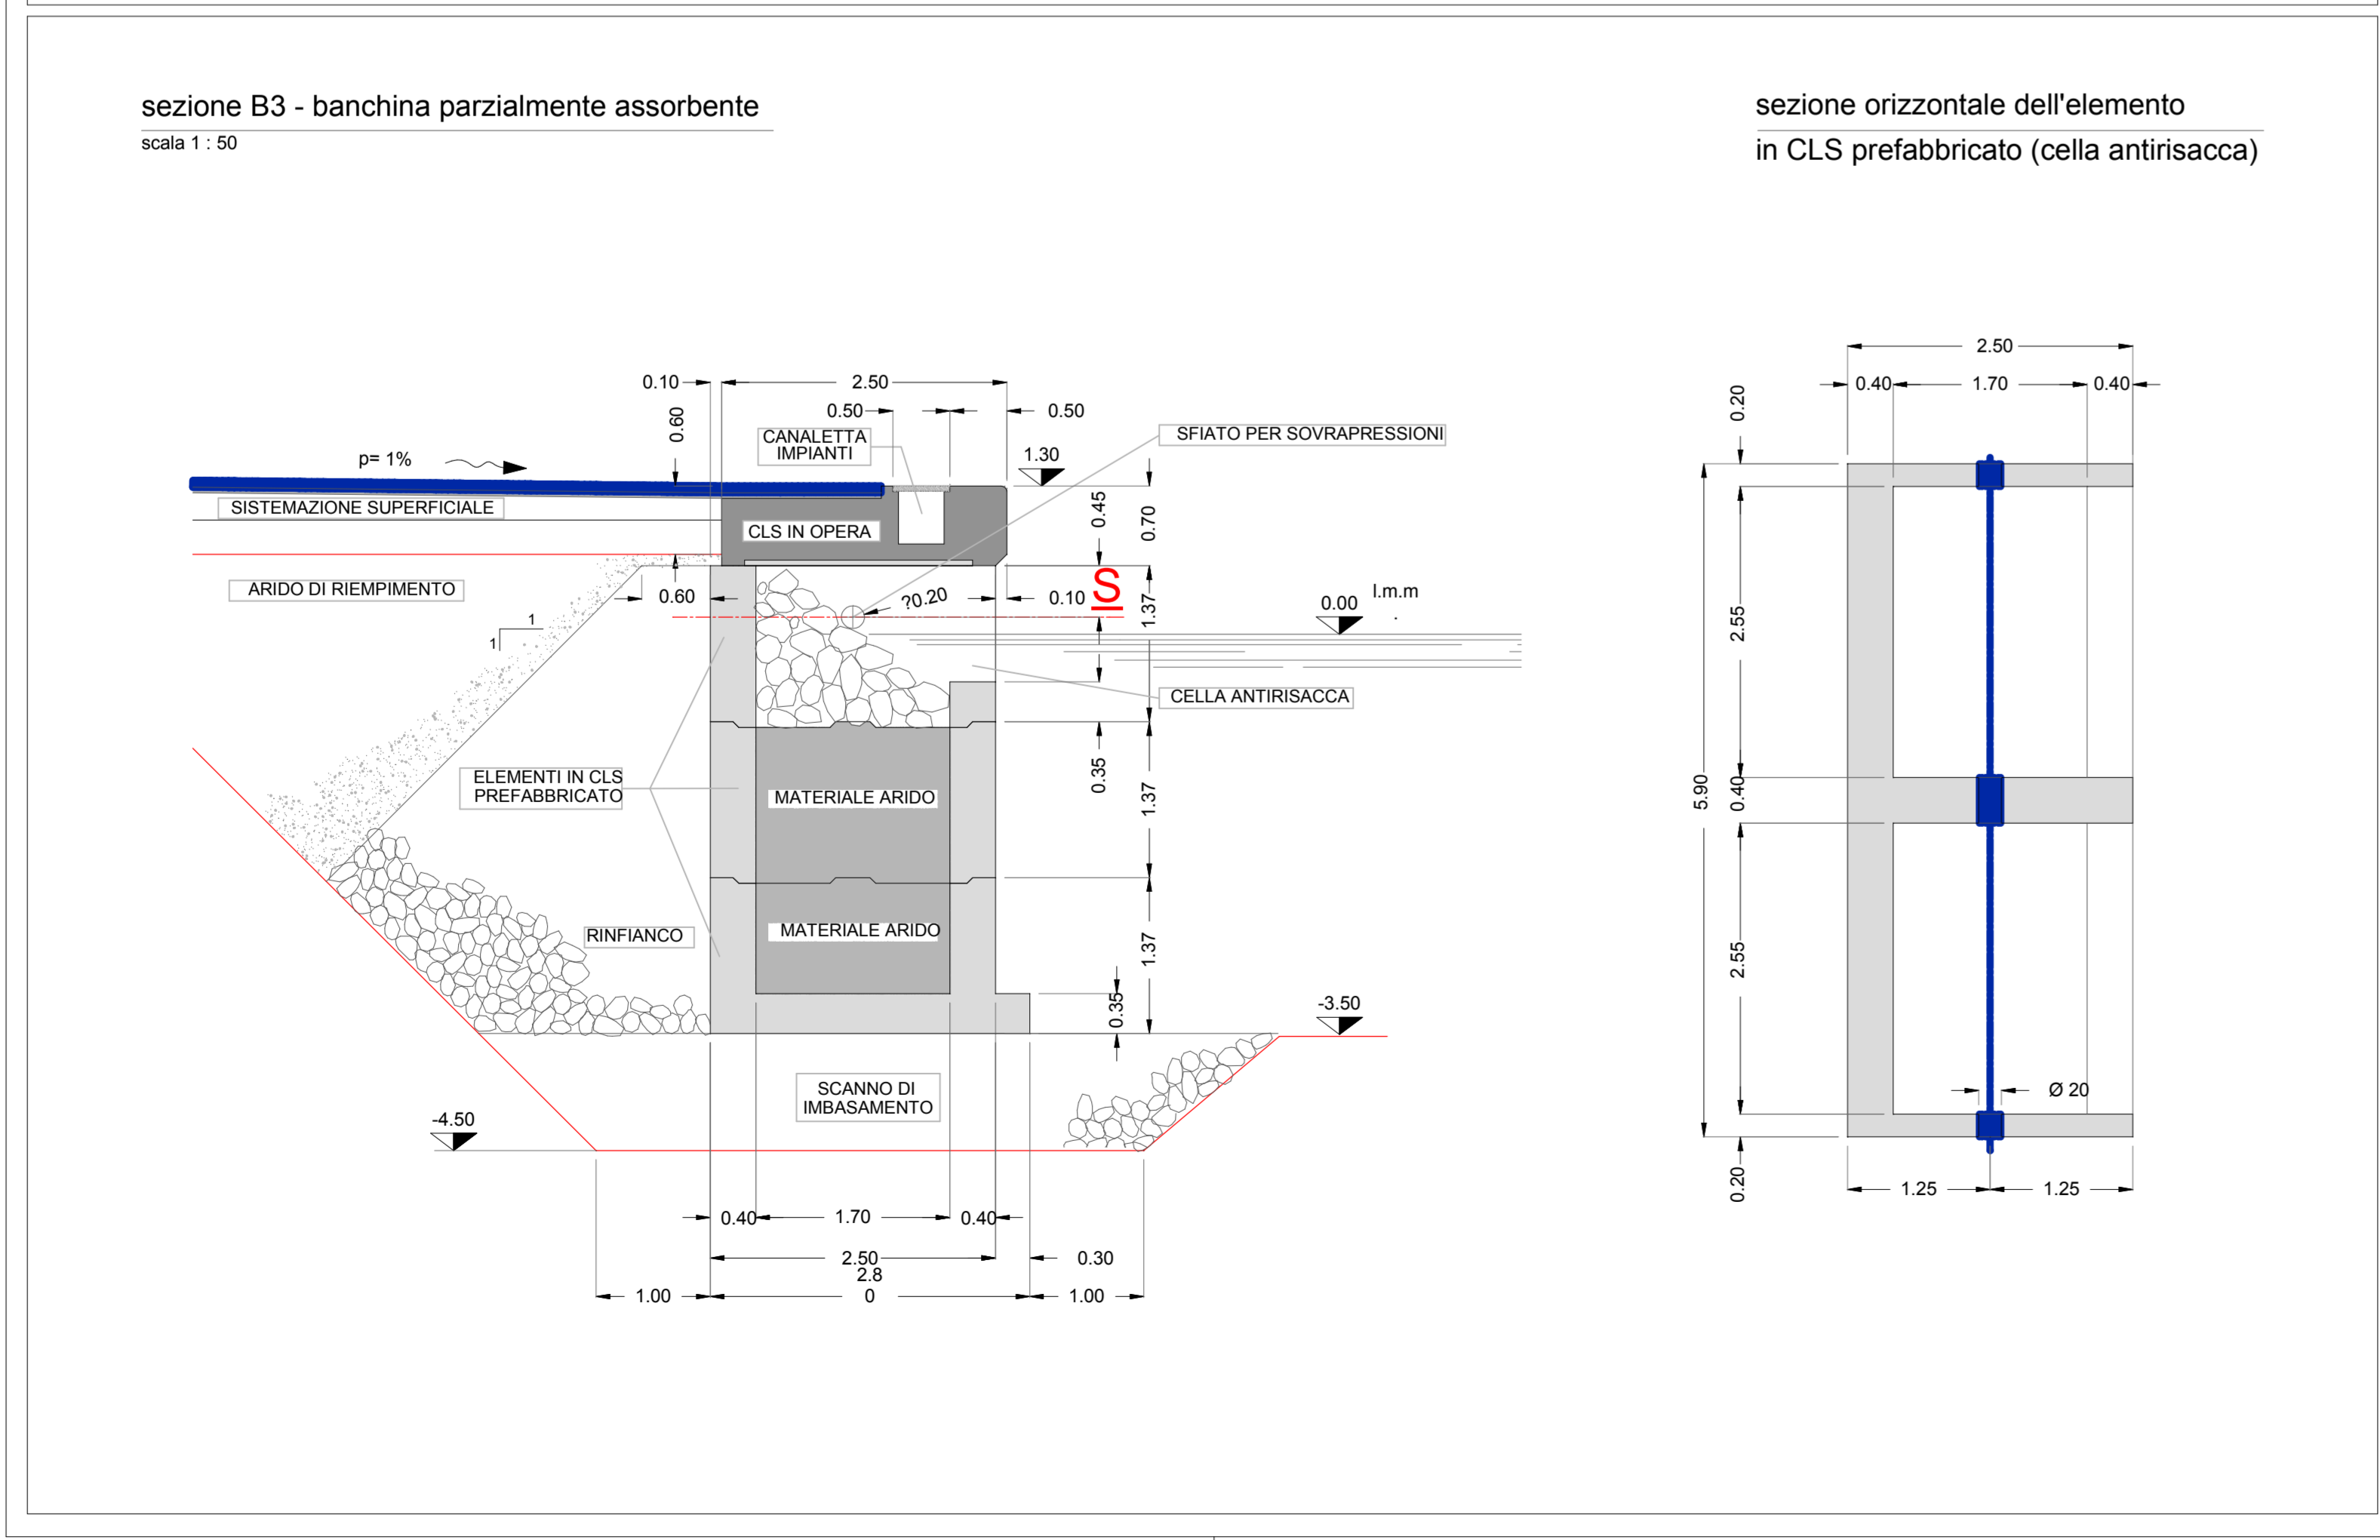 sezione B3 - banchina parzialmente assorbente
scala 1 : 50
sezione orizzontale dell'elemento
in CLS prefabbricato (cella antirisacca)
0.10
2.50
0.50
0.50
0.60
CANALETTA
IMPIANTI
SFIATO PER SOVRAPRESSIONI
p= 1%
1.30
SISTEMAZIONE SUPERFICIALE
CLS IN OPERA
0.45
0.70
ARIDO DI RIEMPIMENTO
0.60
?0.20
0.10
S
1.37
0.00
l.m.m
.
1
1
CELLA ANTIRISACCA
ELEMENTI IN CLS
PREFABBRICATO
MATERIALE ARIDO
0.35
1.37
RINFIANCO
MATERIALE ARIDO
1.37
0.35
-3.50
SCANNO DI
IMBASAMENTO
-4.50
0.40
1.70
0.40
2.50
0.30
2.8
0
1.00
1.00
2.50
0.40
1.70
0.40
0.20
2.55
5.90
0.40
2.55
Ø 20
0.20
1.25
1.25